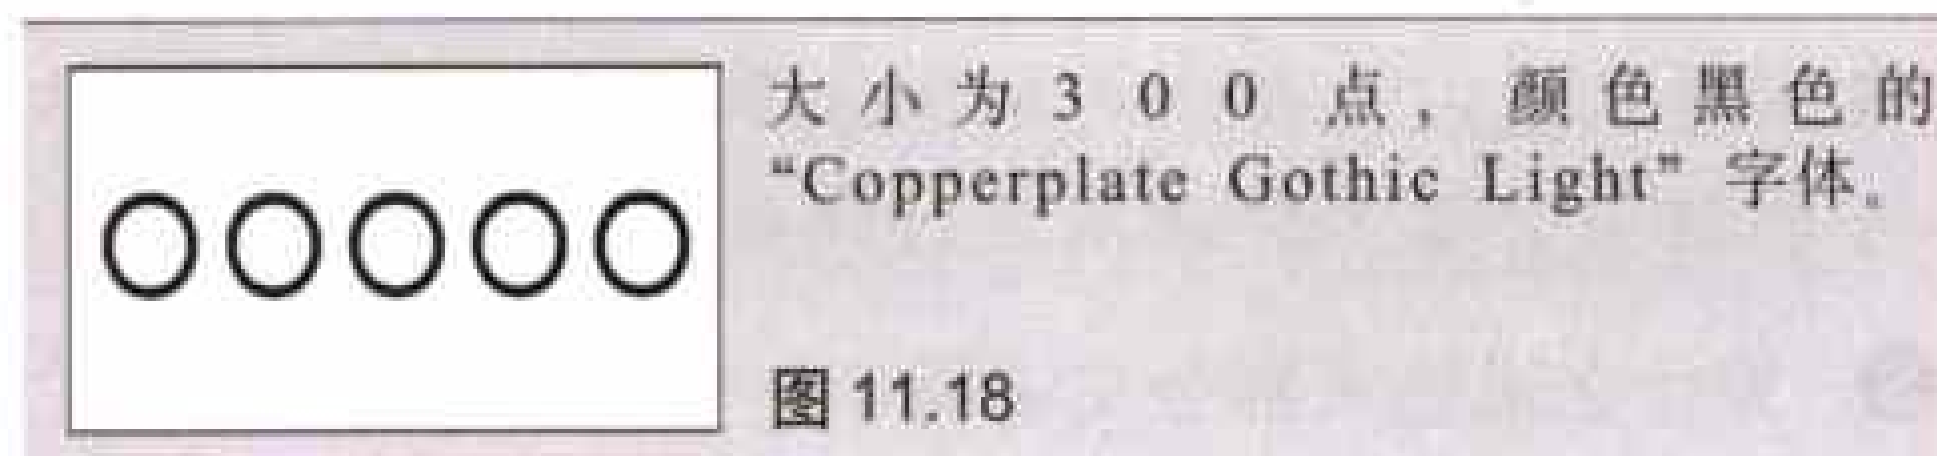 OOOOO
大小为300点，颜色黑色的
“Copperplate Gothic Light” 字体。
图 11.18